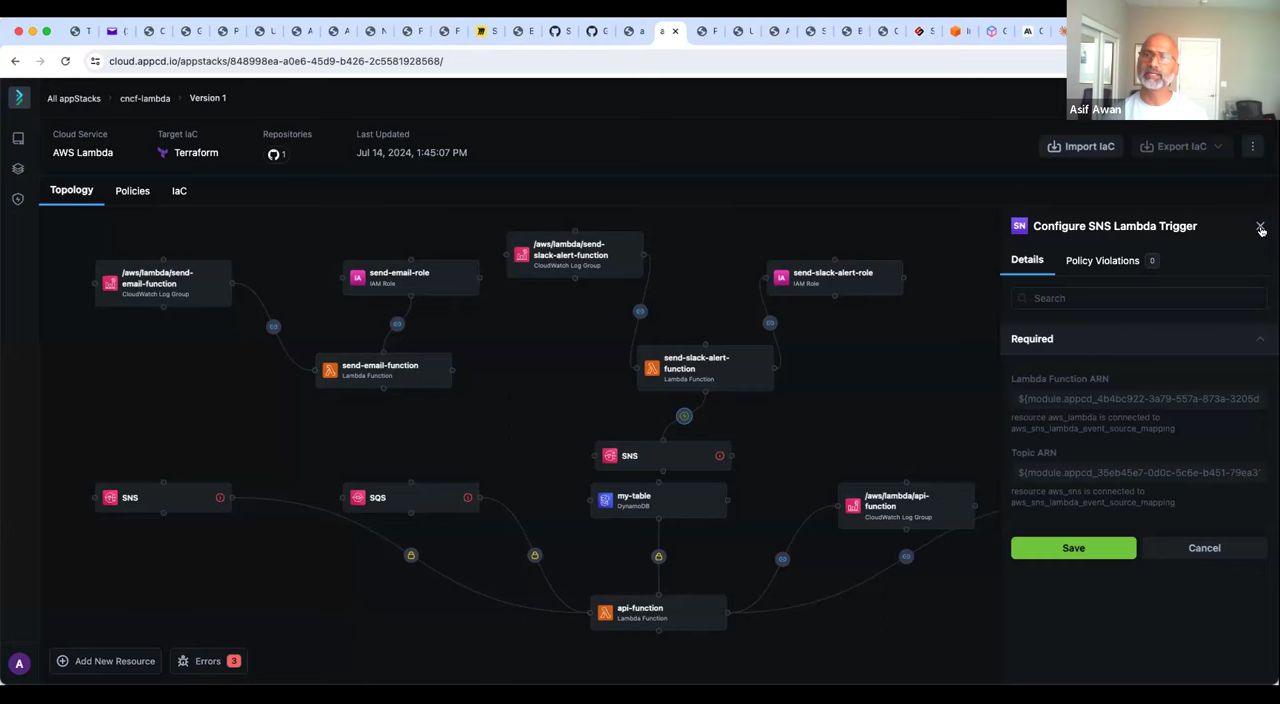 cloud.appcd.io/appstacks/848998ea-a0e6-45d9-b426-2c5581928568/
Asif Awan
All appStacks
cncf-lambda
Version 1
Cloud Service
Target IaC
Repositories
Last Updated
AWS Lambda
Terraform
1
Jul 14, 2024, 1:45:07 PM
Import IaC
Export IaC
Topology
Policies
IaC
/aws/lambda/send-
email-function
CloudWatch Log Group
send-email-role
IAM Role
/aws/lambda/send-
slack-alert-function
CloudWatch Log Group
send-slack-alert-role
IAM Role
send-email-function
Lambda Function
send-slack-alert-
function
Lambda Function
SNS
SNS
SQS
my-table
DynamoDB
/aws/lambda/api-
function
CloudWatch Log Group
api-function
Lambda Function
SN
Configure SNS Lambda Trigger
Details
Policy Violations
0
Search
Required
Lambda Function ARN
${module.appcd_4b4bc922-3a79-557a-873a-3205d
resource aws_lambda is connected to
aws_sns_lambda_event_source_mapping
Topic ARN
${module.appcd_35eb45e7-0d0c-5c6e-b451-79ea3
resource aws_sns is connected to
aws_sns_lambda_event_source_mapping
Save
Cancel
A
Add New Resource
Errors
3